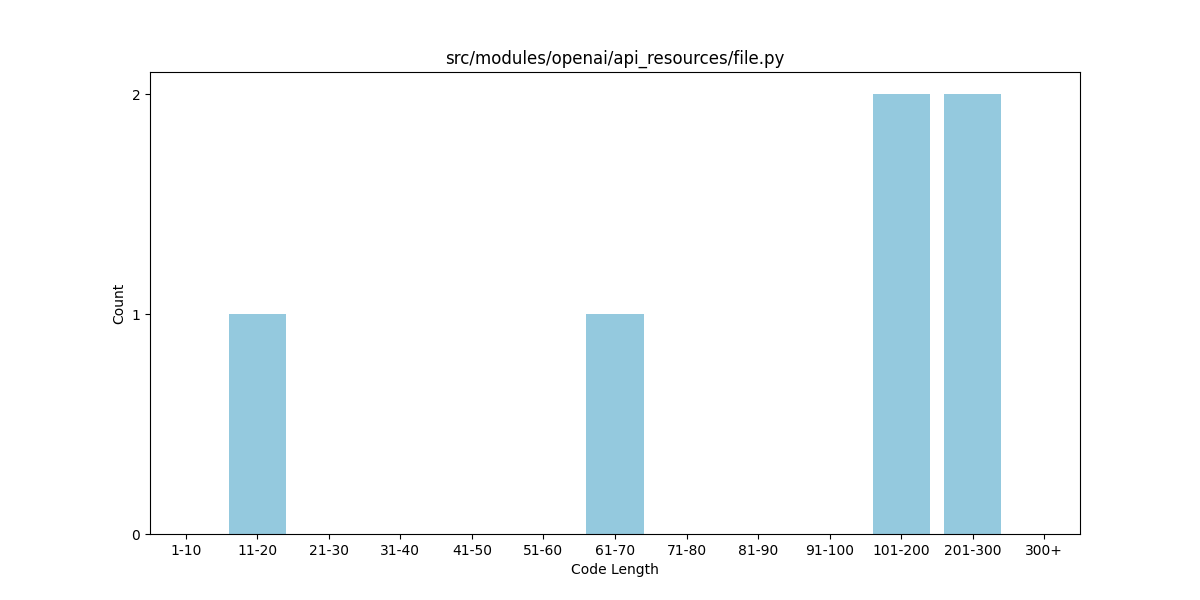 src/modules/openai/api_resources/file.py
2
1
0
Count
1-10 11-20 21-30 31-40 41-50 51-60 61-70 71-80 81-90 91-100 101-200 201-300 300+
Code Length